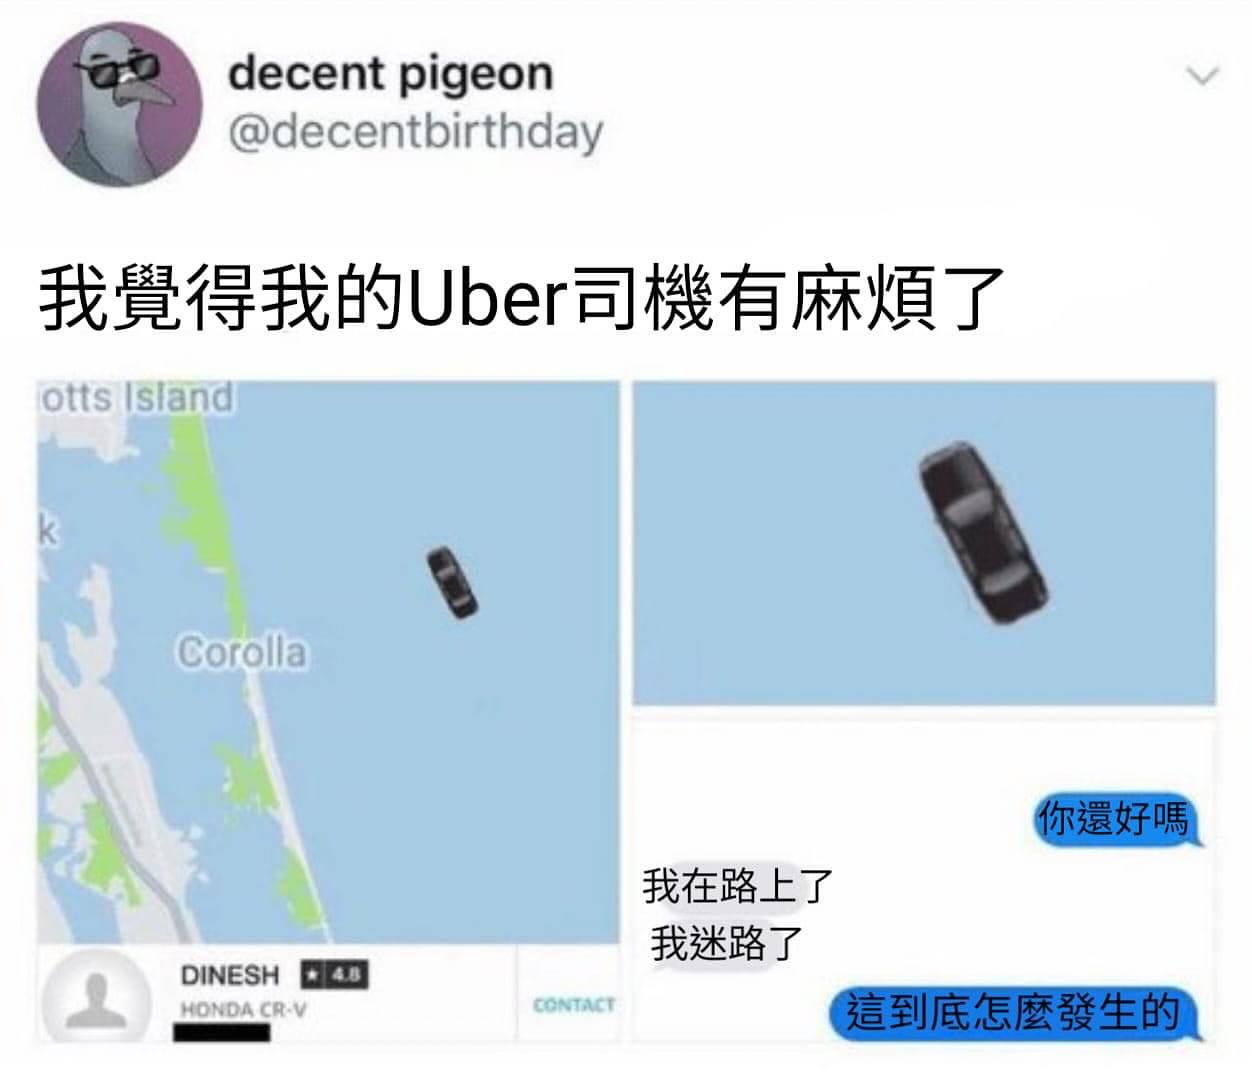 decent pigeon
@decentbirthday
我覺得我的Uber司機有麻煩了
otts Island
k
Corolla
DINESH ★ 4.8
HONDA CR-V
CONTACT
你還好嗎
我在路上了
我迷路了
這到底怎麼發生的